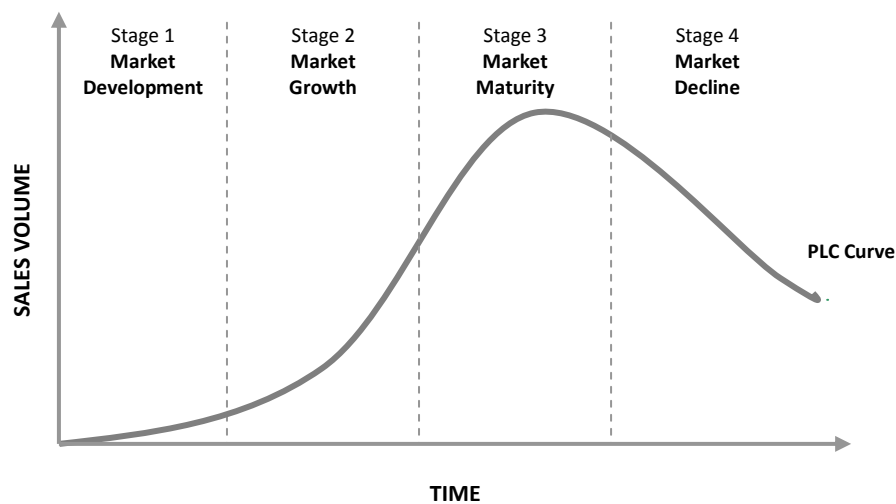 Stage 1
Market
Development
Stage 2
Market
Growth
Stage 3
Market
Maturity
Stage 4
Market
Decline
SALES VOLUME
PLC Curve
TIME